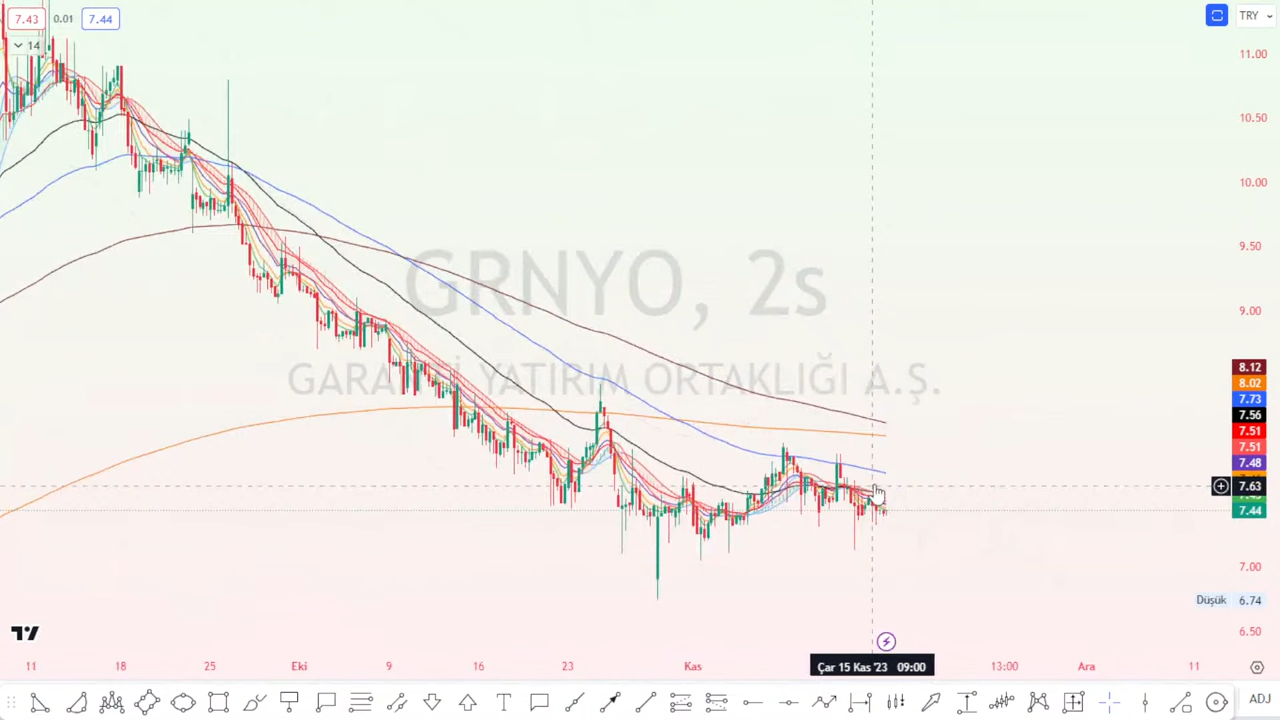 7.43 0.01 7.44
TRY
14
11.00
10.50
10.00
9.50
9.00
GRNYO, 2s
GARANTİ YATIRIM ORTAKLIĞI A.Ş.
8.12
8.02
7.73
7.56
7.51
7.51
7.48
7.63
7.44
7.00
Düşük 6.74
6.50
11 18 25 Eki 9 16 23 Kas Çar 15 Kas '23 09:00 13:00 Ara 11
ADJ